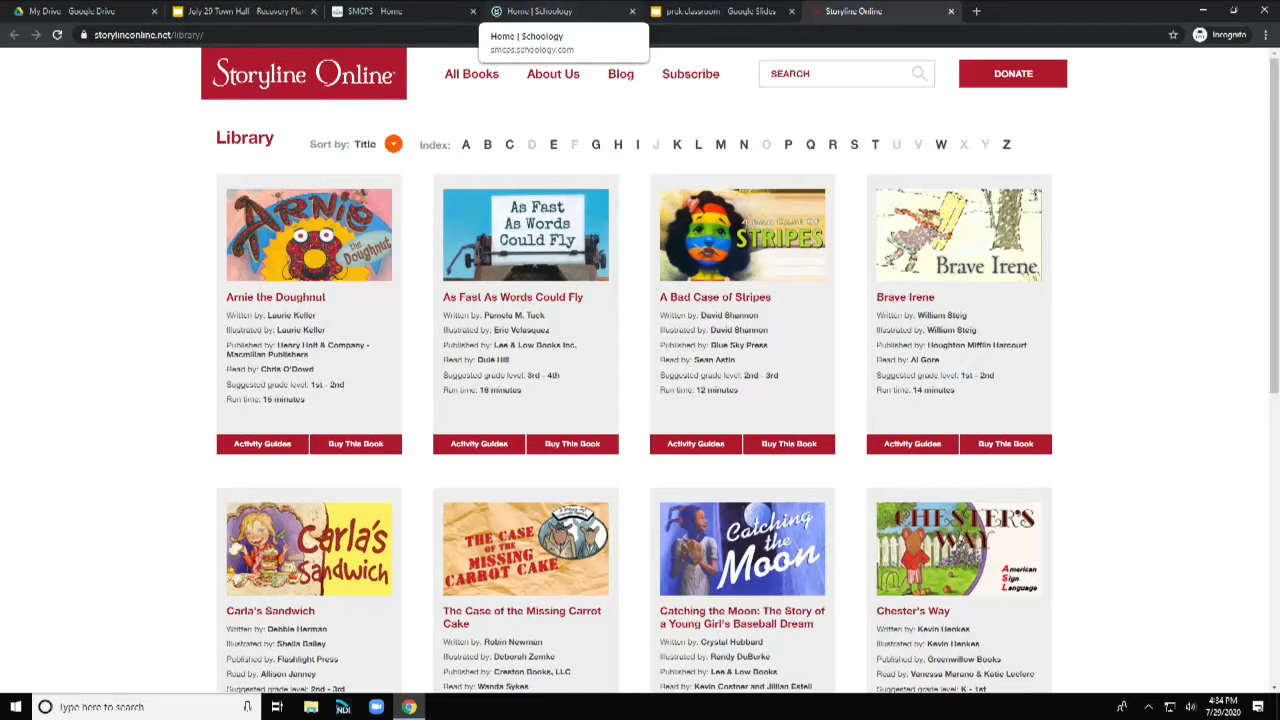 My Drive - Google Drive
July 20 Town Hall - Recovery Plan
SMCPS - Home
Home | Schoology
prek classroom - Google Slides
Storyline Online
storylineonline.net/library/
Incognito
Home | Schoology
smcps.schoology.com
Storyline Online
All Books
About Us
Blog
Subscribe
SEARCH
DONATE
Library
Sort by: Title
Index: A B C D E F G H I J K L M N O P Q R S T U V W X Y Z
ARNIE the Doughnut
As Fast As Words Could Fly
A BAD CASE OF STRIPES
Brave Irene
Arnie the Doughnut
Written by: Laurie Keller
Illustrated by: Laurie Keller
Published by: Henry Holt & Company - Macmillan Publishers
Read by: Chris O'Dowd
Suggested grade level: 1st - 2nd
Run time: 15 minutes
Activity Guides
Buy This Book
As Fast As Words Could Fly
Written by: Pamela M. Tuck
Illustrated by: Eric Velasquez
Published by: Lee & Low Books Inc.
Read by: Dulé Hill
Suggested grade level: 3rd - 4th
Run time: 16 minutes
Activity Guides
Buy This Book
A Bad Case of Stripes
Written by: David Shannon
Illustrated by: David Shannon
Published by: Blue Sky Press
Read by: Sean Astin
Suggested grade level: 2nd - 3rd
Run time: 12 minutes
Activity Guides
Buy This Book
Brave Irene
Written by: William Steig
Illustrated by: William Steig
Published by: Houghton Mifflin Harcourt
Read by: Al Gore
Suggested grade level: 1st - 2nd
Run time: 14 minutes
Activity Guides
Buy This Book
Carla's Sandwich
THE CASE OF THE MISSING CARROT CAKE
Catching the Moon
CHESTER'S WAY
American Sign Language
Carla's Sandwich
Written by: Debbie Herman
Illustrated by: Sheila Bailey
Published by: Flashlight Press
Read by: Allison Janney
Suggested grade level: 2nd - 3rd
The Case of the Missing Carrot Cake
Written by: Robin Newman
Illustrated by: Deborah Zemke
Published by: Creston Books, LLC
Read by: Wanda Sykes
Catching the Moon: The Story of a Young Girl's Baseball Dream
Written by: Crystal Hubbard
Illustrated by: Randy DuBurke
Published by: Lee & Low Books
Read by: Kevin Costner and Jillian Estell
Chester's Way
Written by: Kevin Henkes
Illustrated by: Kevin Henkes
Published by: Greenwillow Books
Read by: Vanessa Marano & Katie Leclerc
Suggested grade level: K - 1st
Type here to search
NDI
4:34 PM
7/29/2020